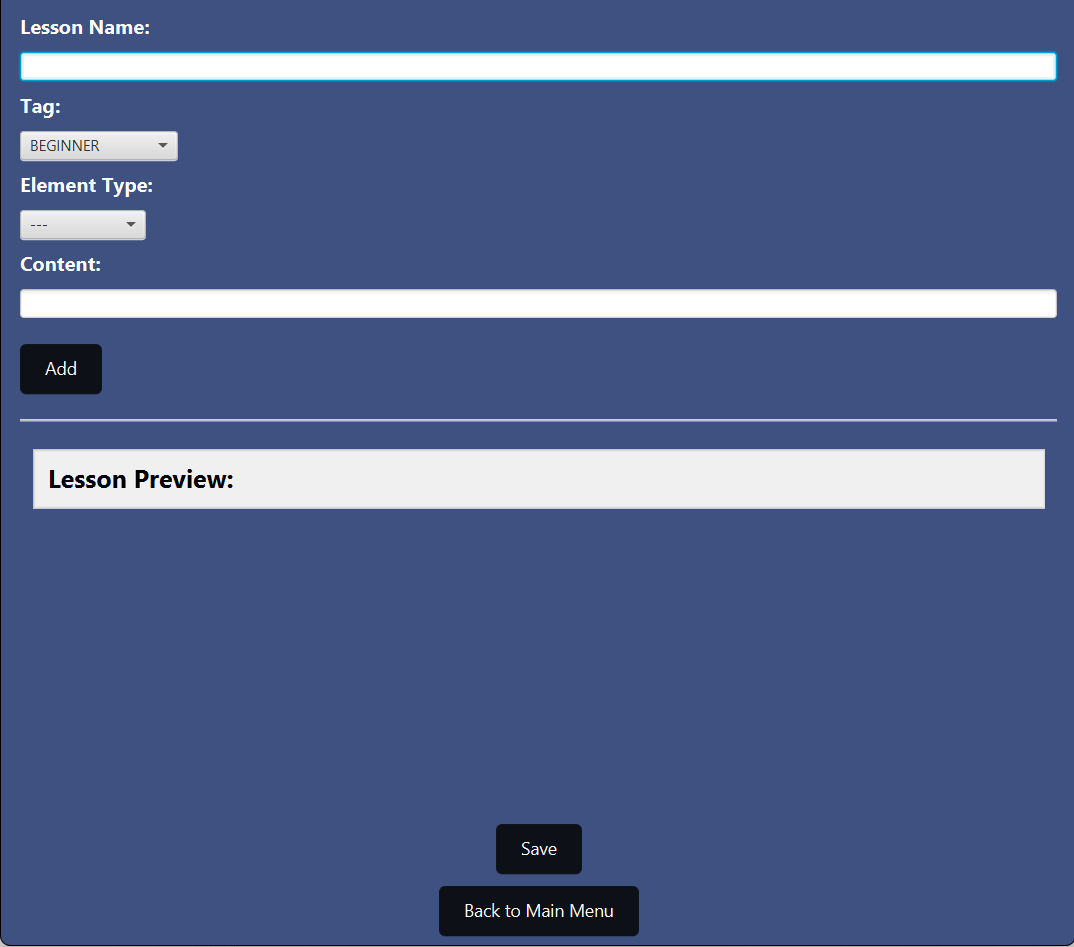 Lesson Name:
Tag:
BEGINNER
Element Type:
---
Content:
Add
Lesson Preview:
Save
Back to Main Menu